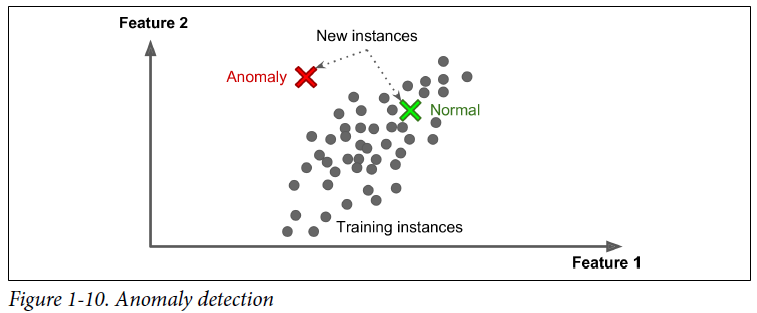 Feature 2
New instances
Anomaly
Normal
Training instances
Feature 1
Figure 1-10. Anomaly detection